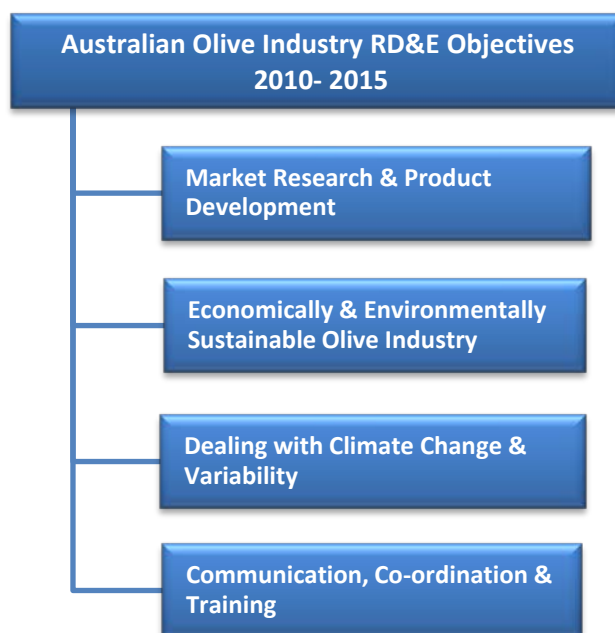 Australian Olive Industry RD&E Objectives
2010- 2015
Market Research & Product
Development
Economically & Environmentally
Sustainable Olive Industry
Dealing with Climate Change &
Variability
Communication, Co-ordination &
Training